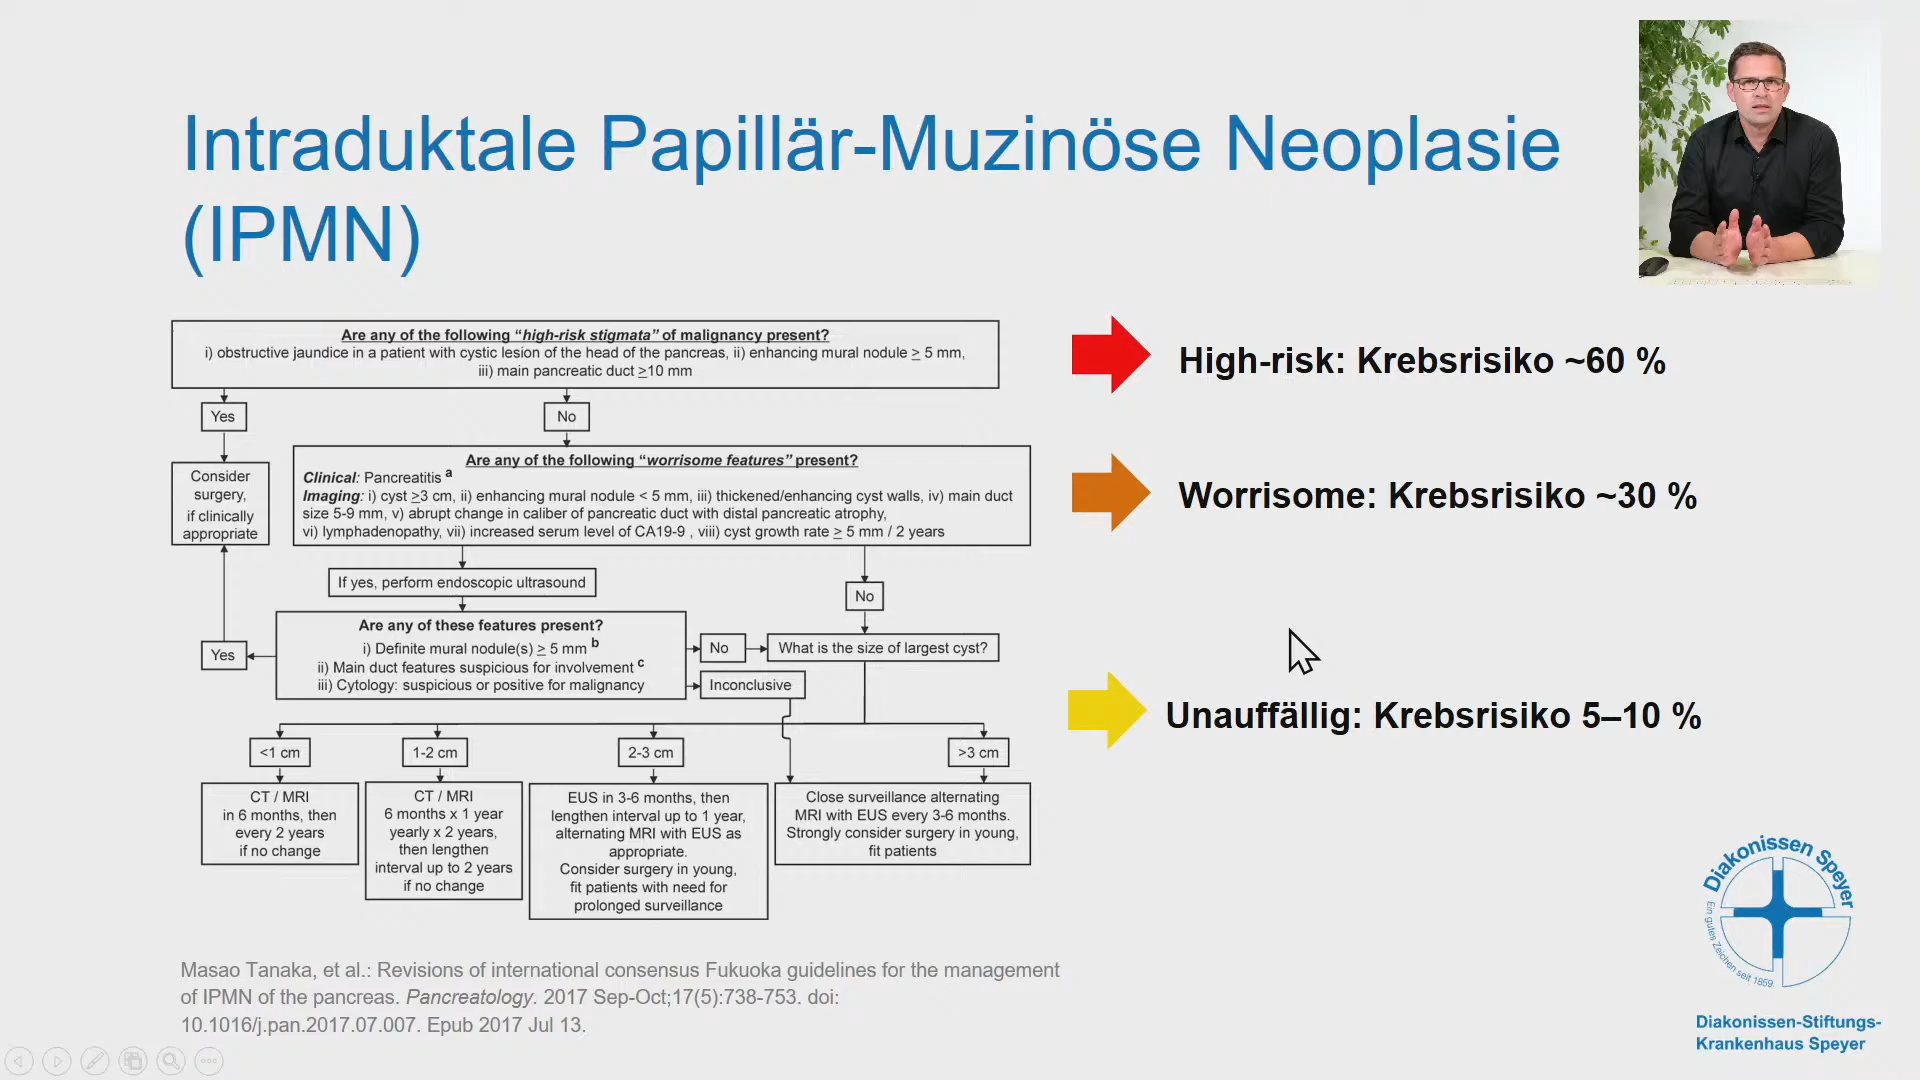 Intraduktale Papillär-Muzinöse Neoplasie
(IPMN)
Are any of the following “high-risk stigmata” of malignancy present?
i) obstructive jaundice in a patient with cystic lesion of the head of the pancreas, ii) enhancing mural nodule ≥ 5 mm,
iii) main pancreatic duct ≥10 mm
High-risk: Krebsrisiko ~60 %
Yes
No
Consider
surgery,
if clinically
appropriate
Are any of the following “worrisome features” present?
Clinical: Pancreatitis a
Imaging: i) cyst ≥3 cm, ii) enhancing mural nodule < 5 mm, iii) thickened/enhancing cyst walls, iv) main duct
size 5-9 mm, v) abrupt change in caliber of pancreatic duct with distal pancreatic atrophy,
vi) lymphadenopathy, vii) increased serum level of CA19-9 , viii) cyst growth rate ≥ 5 mm / 2 years
Worrisome: Krebsrisiko ~30 %
If yes, perform endoscopic ultrasound
No
Are any of these features present?
i) Definite mural nodule(s) ≥ 5 mm b
ii) Main duct features suspicious for involvement c
iii) Cytology: suspicious or positive for malignancy
Yes
No
What is the size of largest cyst?
Inconclusive
Unauffällig: Krebsrisiko 5–10 %
<1 cm
1-2 cm
2-3 cm
>3 cm
CT / MRI
in 6 months, then
every 2 years
if no change
CT / MRI
6 months x 1 year
yearly x 2 years,
then lengthen
interval up to 2 years
if no change
EUS in 3-6 months, then
lengthen interval up to 1 year,
alternating MRI with EUS as
appropriate.
Consider surgery in young,
fit patients with need for
prolonged surveillance
Close surveillance alternating
MRI with EUS every 3-6 months.
Strongly consider surgery in young,
fit patients
Masao Tanaka, et al.: Revisions of international consensus Fukuoka guidelines for the management
of IPMN of the pancreas. Pancreatology. 2017 Sep-Oct;17(5):738-753. doi:
10.1016/j.pan.2017.07.007. Epub 2017 Jul 13.
Diakonissen Speyer
Ein gutes Zeichen seit 1859
Diakonissen-Stiftungs-
Krankenhaus Speyer